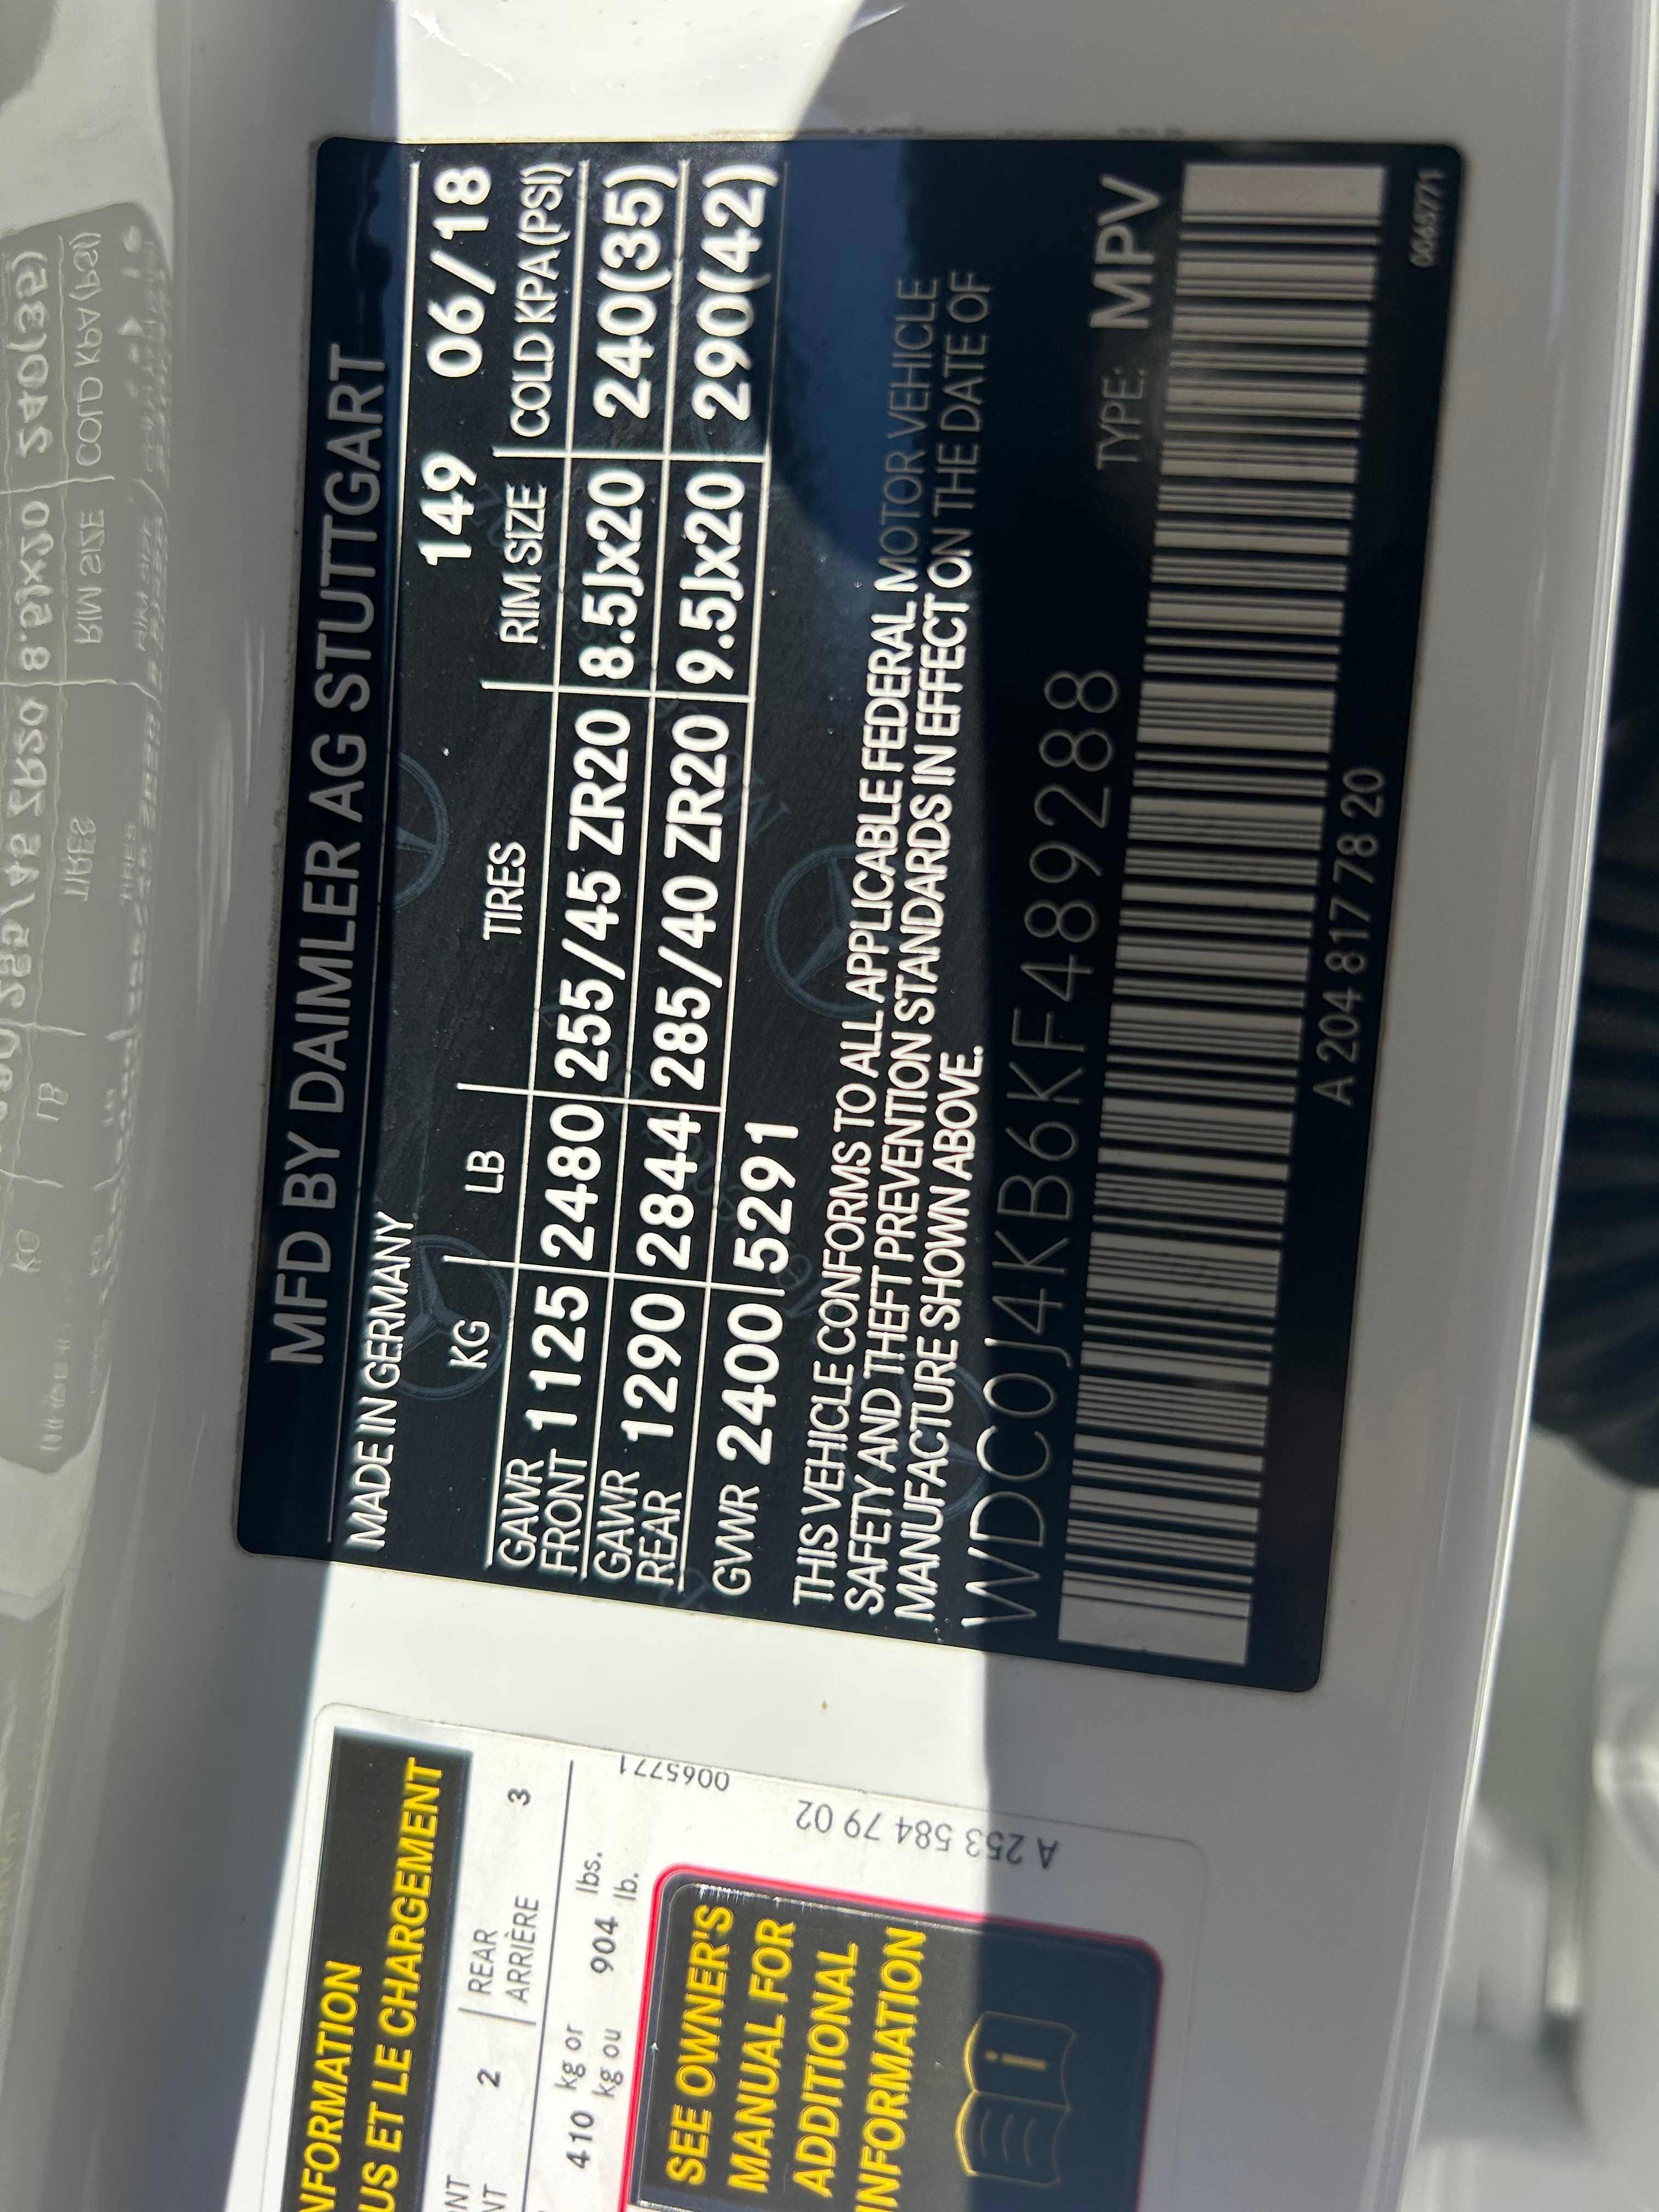 MFD BY DAIMLER AG STUTTGART
MADE IN GERMANY 149 06/18
KG LB TIRES RIM SIZE COLD KPA(PSI)
GAWR FRONT 1125 2480 255/45 ZR20 8.5Jx20 240(35)
GAWR REAR 1290 2844 285/40 ZR20 9.5Jx20 290(42)
GVWR 2400 5291
THIS VEHICLE CONFORMS TO ALL APPLICABLE FEDERAL MOTOR VEHICLE
SAFETY AND THEFT PREVENTION STANDARDS IN EFFECT ON THE DATE OF
MANUFACTURE SHOWN ABOVE.
WDC0J4KB6KF489288 TYPE: MPV
A 204 817 78 20
0065771
2 REAR 3
ARRIÈRE
410 kg or 904 lbs.
kg ou lb.
0065771
A 253 584 79 02
SEE OWNER'S
MANUAL FOR
ADDITIONAL
INFORMATION
ET LE CHARGEMENT